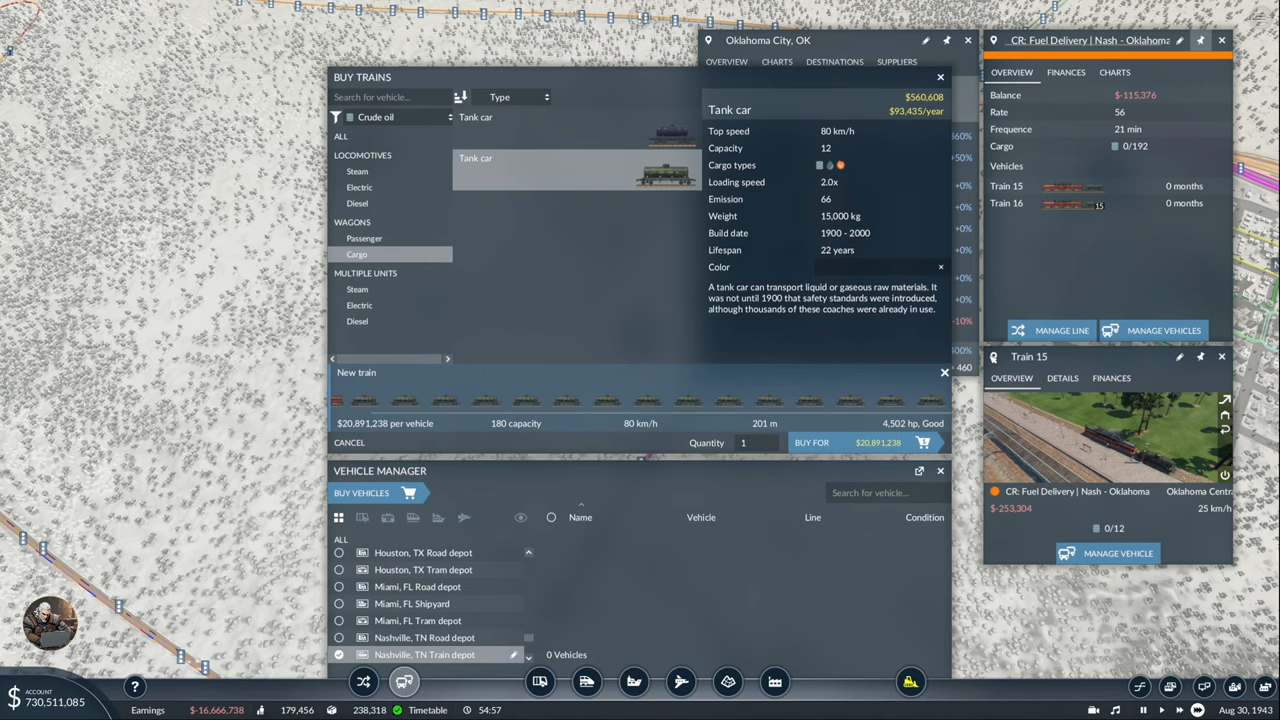 Oklahoma City, OK
OVERVIEW CHARTS DESTINATIONS SUPPLIERS
CR: Fuel Delivery | Nash - Oklahoma
OVERVIEW FINANCES CHARTS
Balance $-115,376
Rate 56
Frequency 21 min
Cargo 0/192
Vehicles
Train 15 0 months
Train 16 15 0 months
MANAGE LINE MANAGE VEHICLES
BUY TRAINS
Search for vehicle... Type
Crude oil
ALL
LOCOMOTIVES
Steam
Electric
Diesel
WAGONS
Passenger
Cargo
MULTIPLE UNITS
Steam
Electric
Diesel
Tank car
Tank car
$560,608
Tank car $93,435/year
Top speed 80 km/h
Capacity 12
Cargo types
Loading speed 2.0x
Emission 66
Weight 15,000 kg
Build date 1900 - 2000
Lifespan 22 years
Color
A tank car can transport liquid or gaseous raw materials. It
was not until 1900 that safety standards were introduced,
although thousands of these coaches were already in use.
+50%
+0%
+0%
+0%
+0%
+0%
-10%
460
New train
$20,891,238 per vehicle 180 capacity 80 km/h 201 m 4,502 hp, Good
CANCEL Quantity 1 BUY FOR $20,891,238
Train 15
OVERVIEW DETAILS FINANCES
CR: Fuel Delivery | Nash - Oklahoma Oklahoma Centr
$-253,304 25 km/h
0/12
MANAGE VEHICLE
VEHICLE MANAGER
BUY VEHICLES Search for vehicle...
Name Vehicle Line Condition
ALL
Houston, TX Road depot
Houston, TX Tram depot
Miami, FL Road depot
Miami, FL Shipyard
Miami, FL Tram depot
Nashville, TN Road depot
Nashville, TN Train depot 0 Vehicles
$ ACCOUNT
730,511,085
?
Earnings $-16,666,738 179,456 238,318 Timetable 54:57 Aug 30, 1943